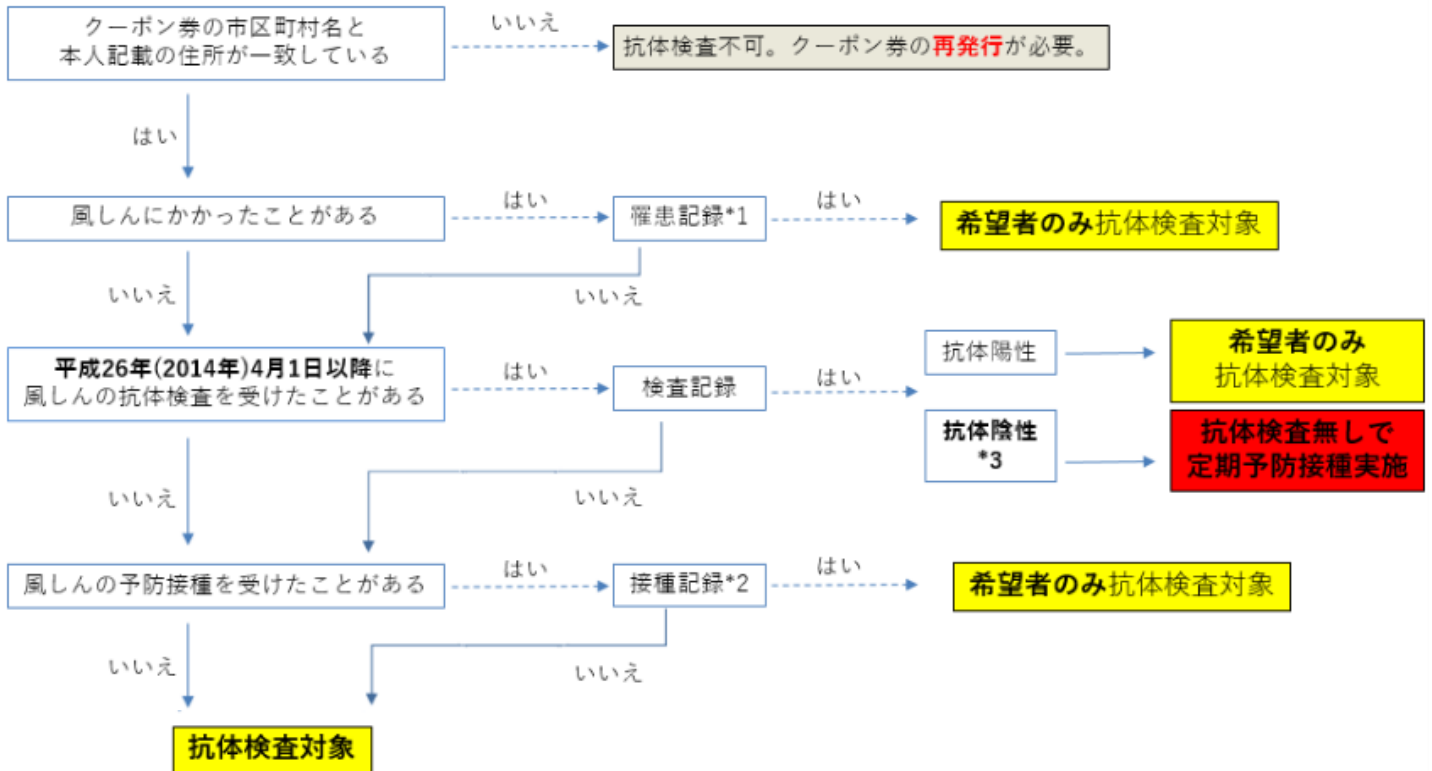 クーポン券の市区町村名と
本人記載の住所が一致している
いいえ
抗体検査不可。クーポン券の再発行が必要。
はい
風しんにかかったことがある
はい
罹患記録*1
はい
希望者のみ抗体検査対象
いいえ
いいえ
平成26年(2014年)4月1日以降に
風しんの抗体検査を受けたことがある
はい
検査記録
はい
抗体陽性
希望者のみ
抗体検査対象
抗体陰性
*3
抗体検査無しで
定期予防接種実施
いいえ
いいえ
風しんの予防接種を受けたことがある
はい
接種記録*2
はい
希望者のみ抗体検査対象
いいえ
いいえ
抗体検査対象